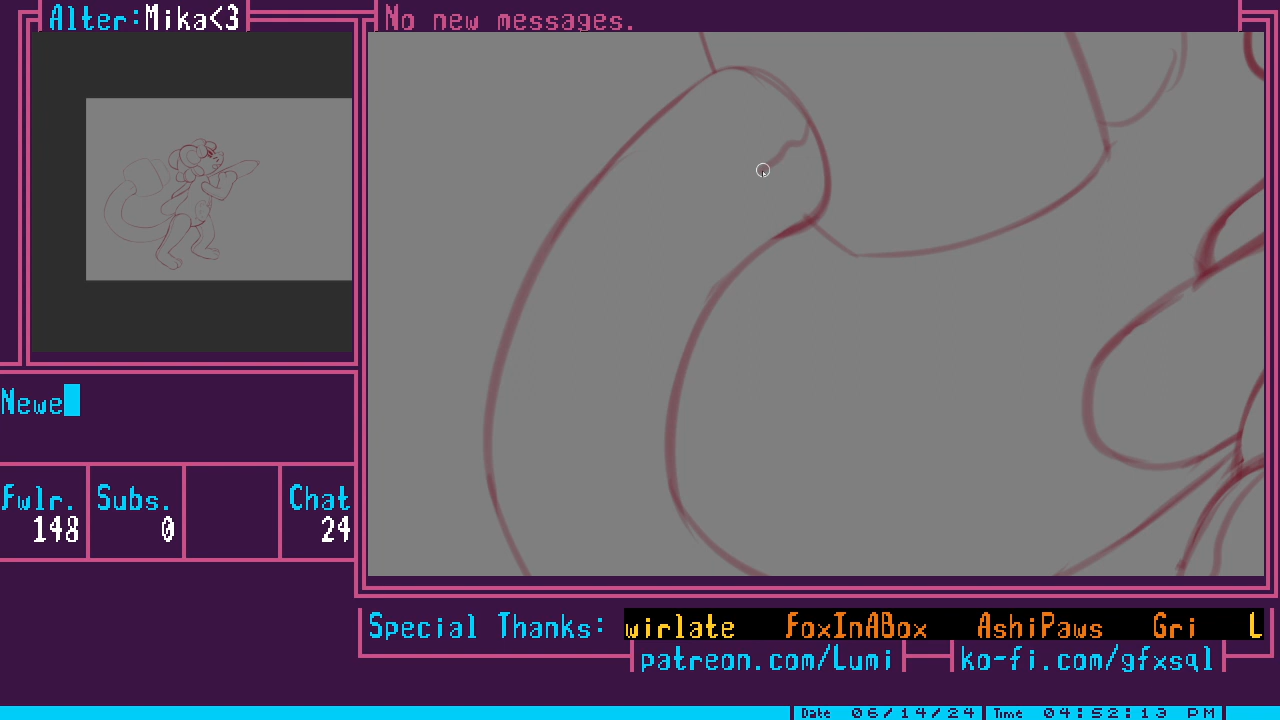 Alter:Mika<3
No new messages.
Newe
Fwlr.
148
Subs.
0
Chat
24
Special Thanks: wirlate FoxInABox AshiPaws Gri L
patreon.com/Lumi
ko-fi.com/gfxsql
Date 06/14/24 Time 04:52:13 PM